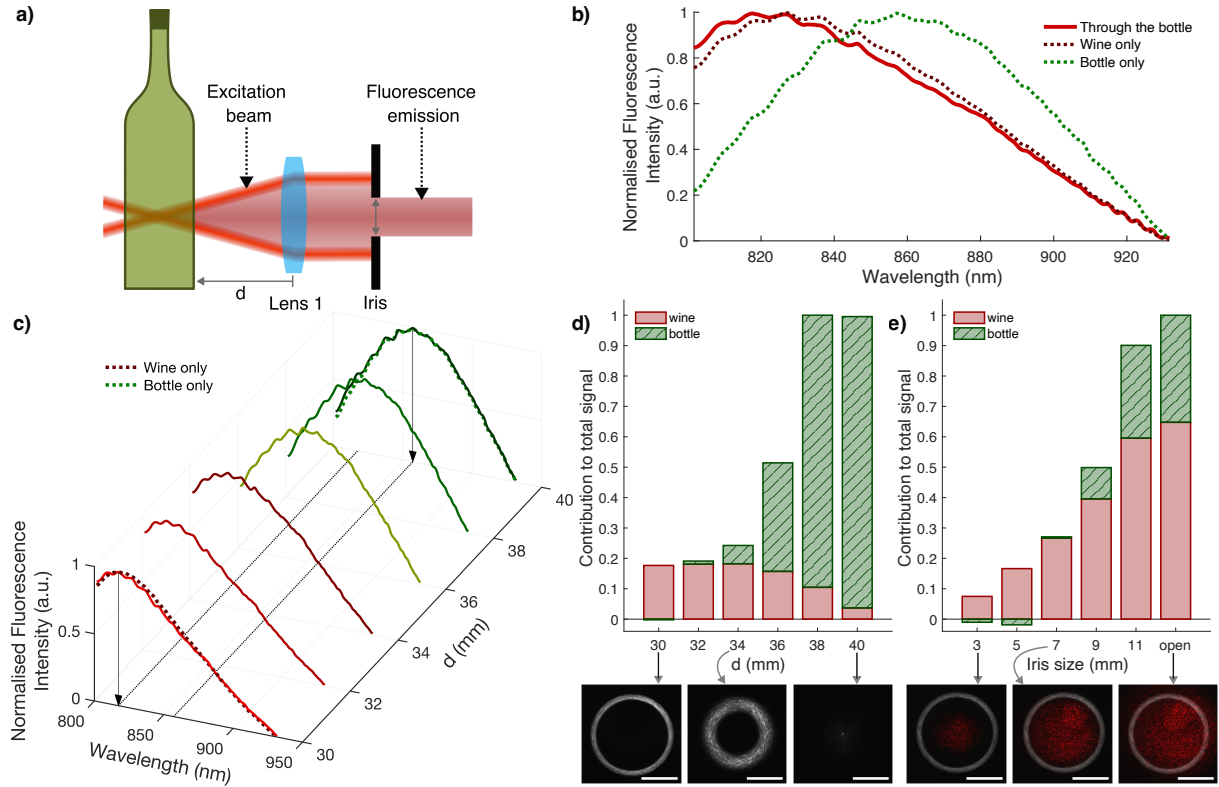 a)
Excitation
beam
Fluorescence
emission
d
Lens 1
Iris
b)
Normalised Fluorescence
Intensity (a.u.)
1
0.8
0.6
0.4
0.2
0
820
840
860
880
900
920
Wavelength (nm)
Through the bottle
Wine only
Bottle only
c)
Wine only
Bottle only
Normalised Fluorescence
Intensity (a.u.)
1
0.5
0
800
850
900
950
Wavelength (nm)
30
32
34
36
38
40
d (mm)
d)
wine
bottle
Contribution to total signal
1
0.9
0.8
0.7
0.6
0.5
0.4
0.3
0.2
0.1
0
30
32
34
36
38
40
d (mm)
e)
wine
bottle
Contribution to total signal
1
0.9
0.8
0.7
0.6
0.5
0.4
0.3
0.2
0.1
0
3
5
7
9
11
open
Iris size (mm)